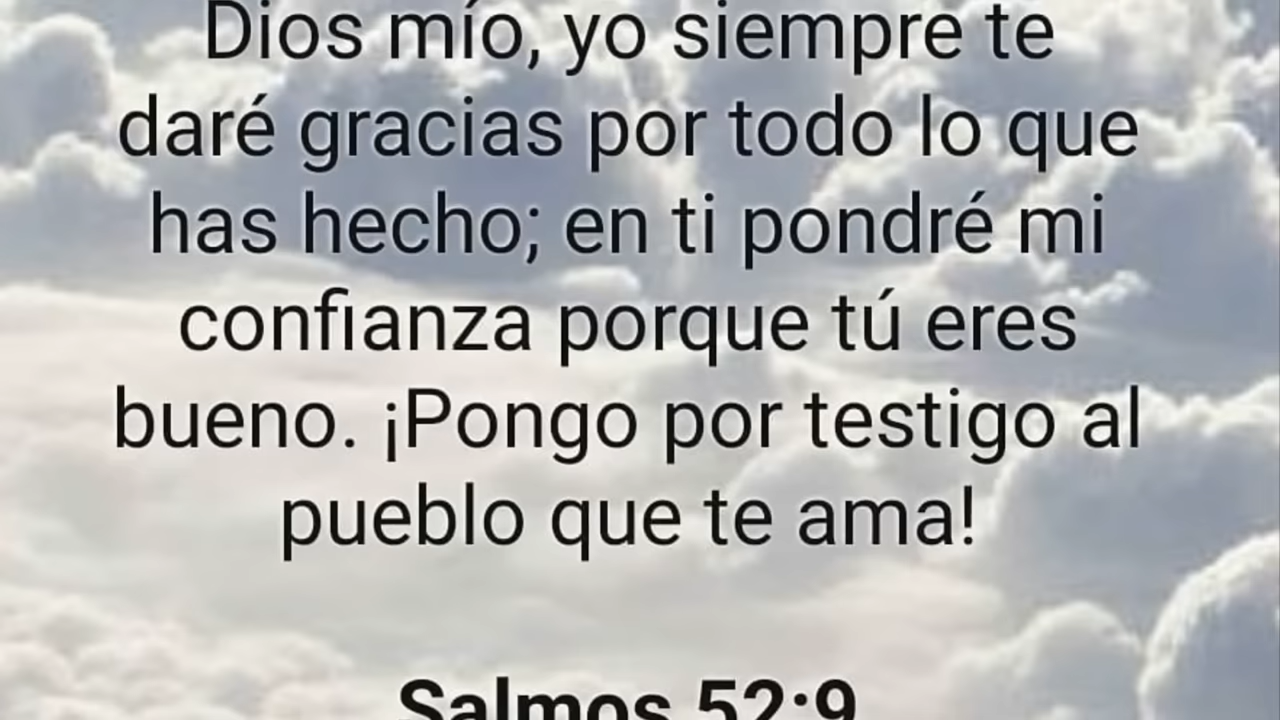 Dios mío, yo siempre te
daré gracias por todo lo que
has hecho; en ti pondré mi
confianza porque tú eres
bueno. ¡Pongo por testigo al
pueblo que te ama!
Salmos 52:9